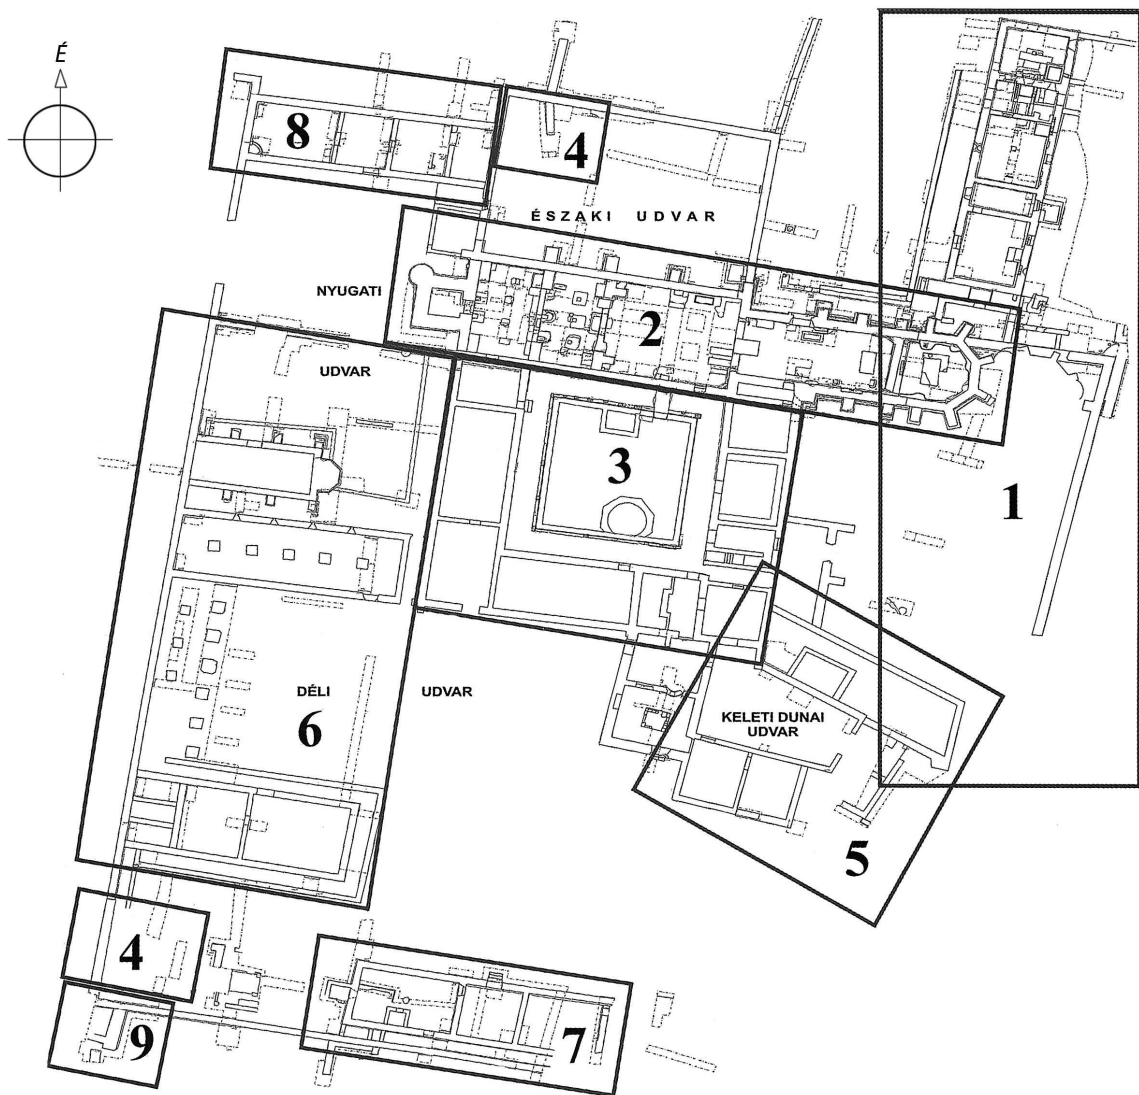 É
8
4
ÉSZAKI UDVAR
NYUGATI
2
UDVAR
3
1
DÉLI
UDVAR
6
KELETI DUNAI
UDVAR
5
4
9
7